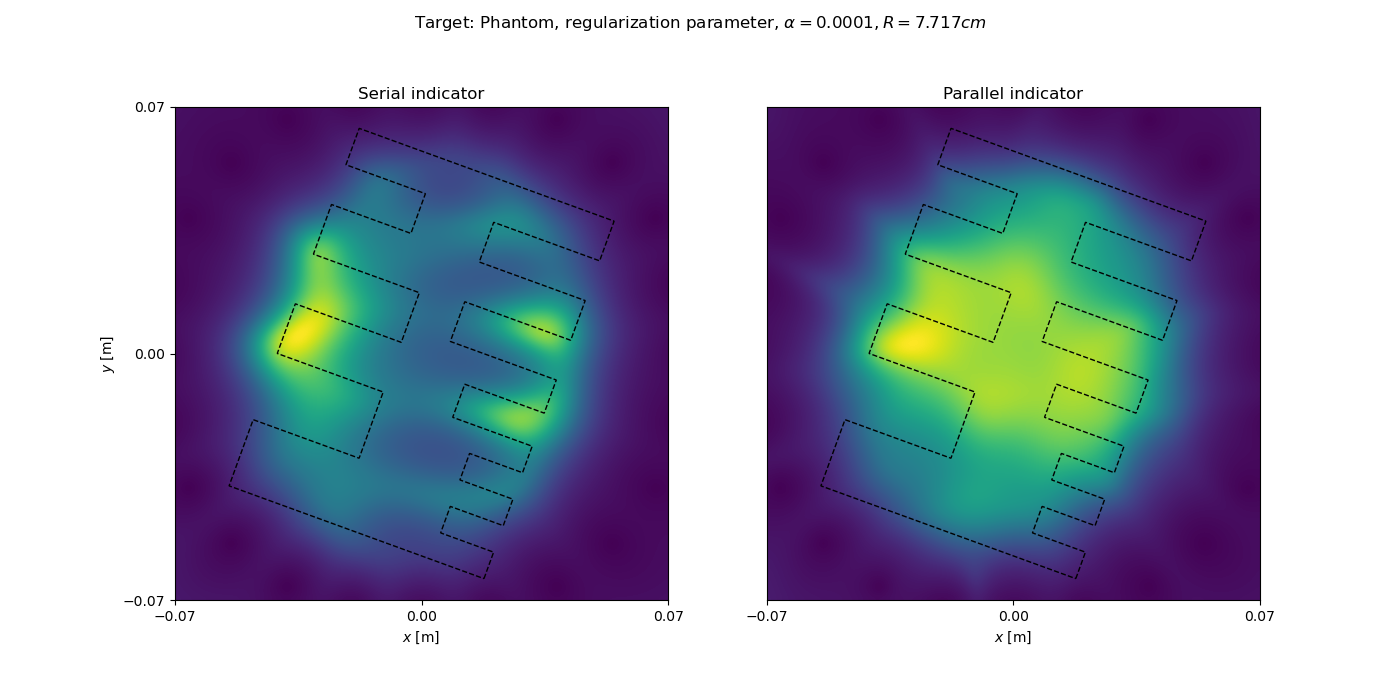 Target: Phantom, regularization parameter, α = 0.0001, R = 7.717cm
Serial indicator
Parallel indicator
0.07
0.00
−0.07
y [m]
−0.07 0.00 0.07
−0.07 0.00 0.07
x [m]
x [m]